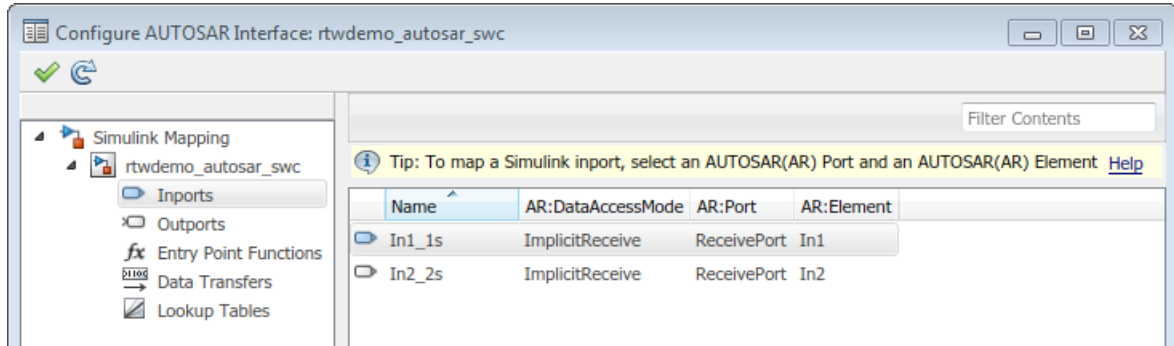 Configure AUTOSAR Interface: rtwdemo_autosar_swc
Filter Contents
Simulink Mapping
rtwdemo_autosar_swc
Inports
Outports
fx Entry Point Functions
Data Transfers
Lookup Tables
Tip: To map a Simulink inport, select an AUTOSAR(AR) Port and an AUTOSAR(AR) Element Help
Name AR:DataAccessMode AR:Port AR:Element
In1_1s ImplicitReceive ReceivePort In1
In2_2s ImplicitReceive ReceivePort In2